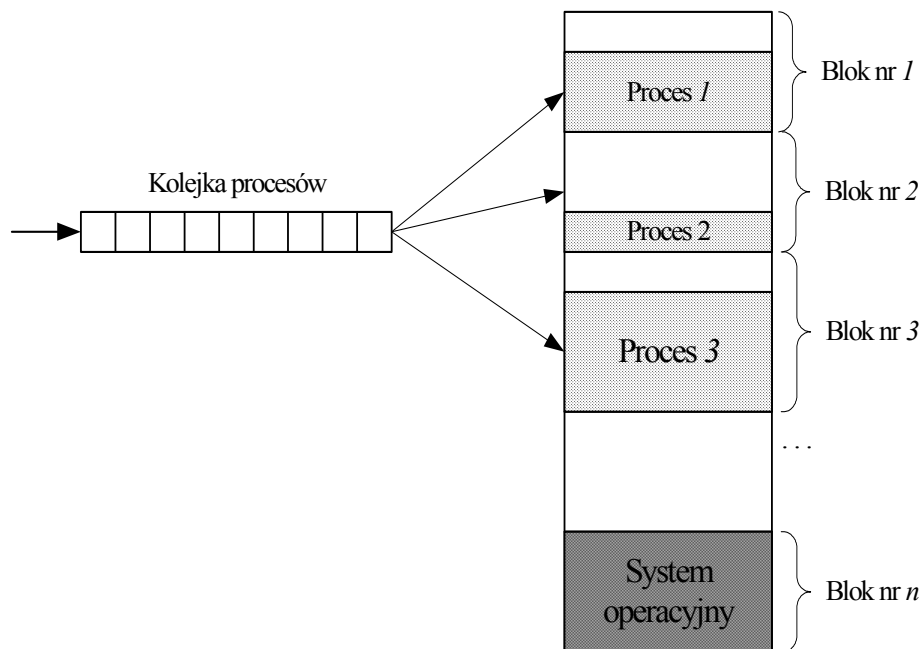 Kolejka procesów
Proces 1
Blok nr 1
Proces 2
Blok nr 2
Proces 3
Blok nr 3
...
System
operacyjny
Blok nr n